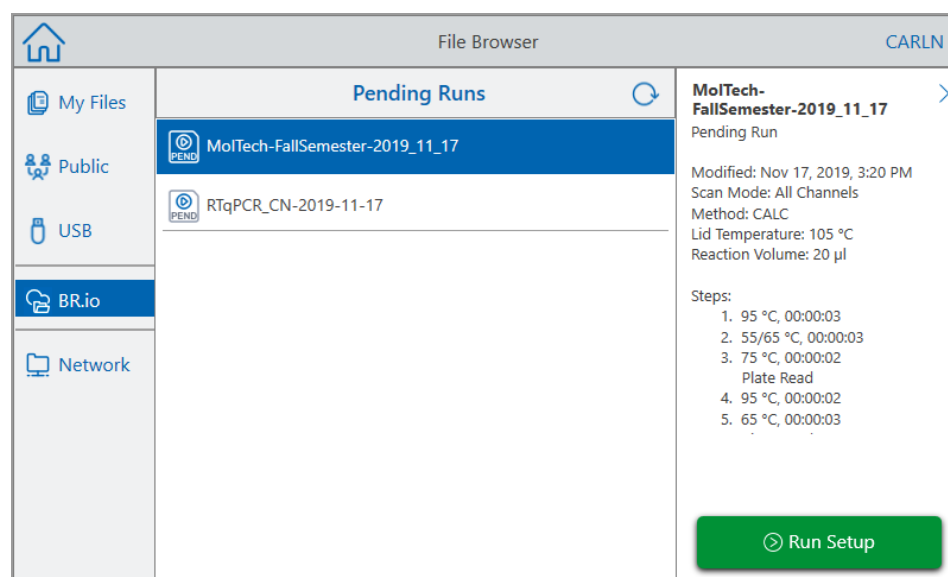 File Browser
CARLN
My Files
Public
USB
BR.io
Network
Pending Runs
PEND
MolTech-FallSemester-2019_11_17
PEND
RTqPCR_CN-2019-11-17
MolTech-
FallSemester-2019_11_17
Pending Run
Modified: Nov 17, 2019, 3:20 PM
Scan Mode: All Channels
Method: CALC
Lid Temperature: 105 °C
Reaction Volume: 20 µl
Steps:
1. 95 °C, 00:00:03
2. 55/65 °C, 00:00:03
3. 75 °C, 00:00:02
Plate Read
4. 95 °C, 00:00:02
5. 65 °C, 00:00:03
Run Setup